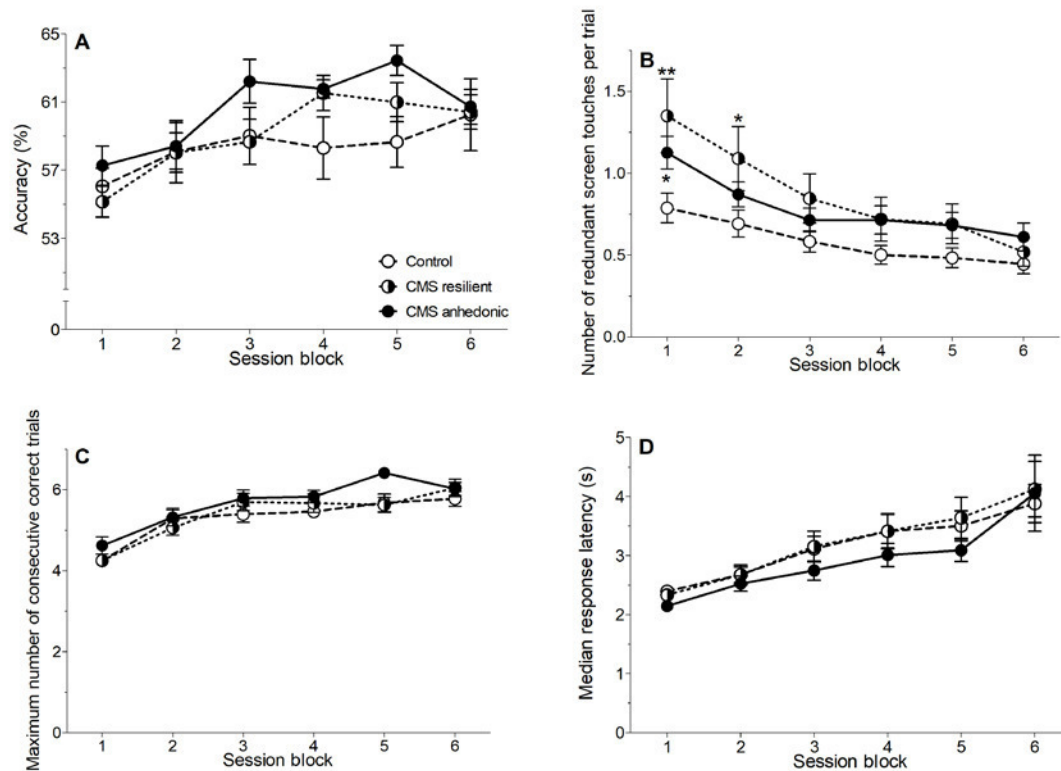 A
Accuracy (%)
65
61
57
53
0
Control
CMS resilient
CMS anhedonic
1 2 3 4 5 6
Session block
B
Number of redundant screen touches per trial
1.5
1.0
0.5
0.0
**
*
*
1 2 3 4 5 6
Session block
C
Maximum number of consecutive correct trials
6
4
2
0
1 2 3 4 5 6
Session block
D
Median response latency (s)
5
4
3
2
1
0
1 2 3 4 5 6
Session block